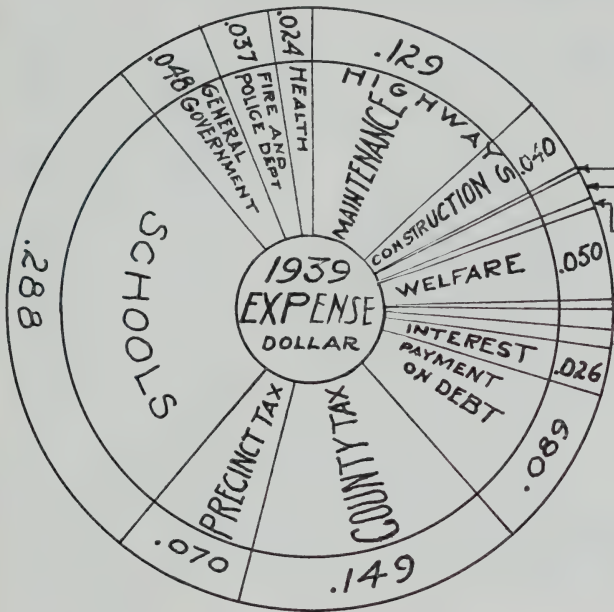 .129
HIGHWAYS
MAINTENANCE
.040
CONSTRUCTION
.050
WELFARE
INTEREST
.026
PAYMENT
ON DEBT
.089
COUNTY TAX
.149
PRECINCT TAX
.070
SCHOOLS
.288
.048
GENERAL
GOVERNMENT
.037
FIRE AND
POLICE DEPT
.024
HEALTH
1939
EXPENSE
DOLLAR